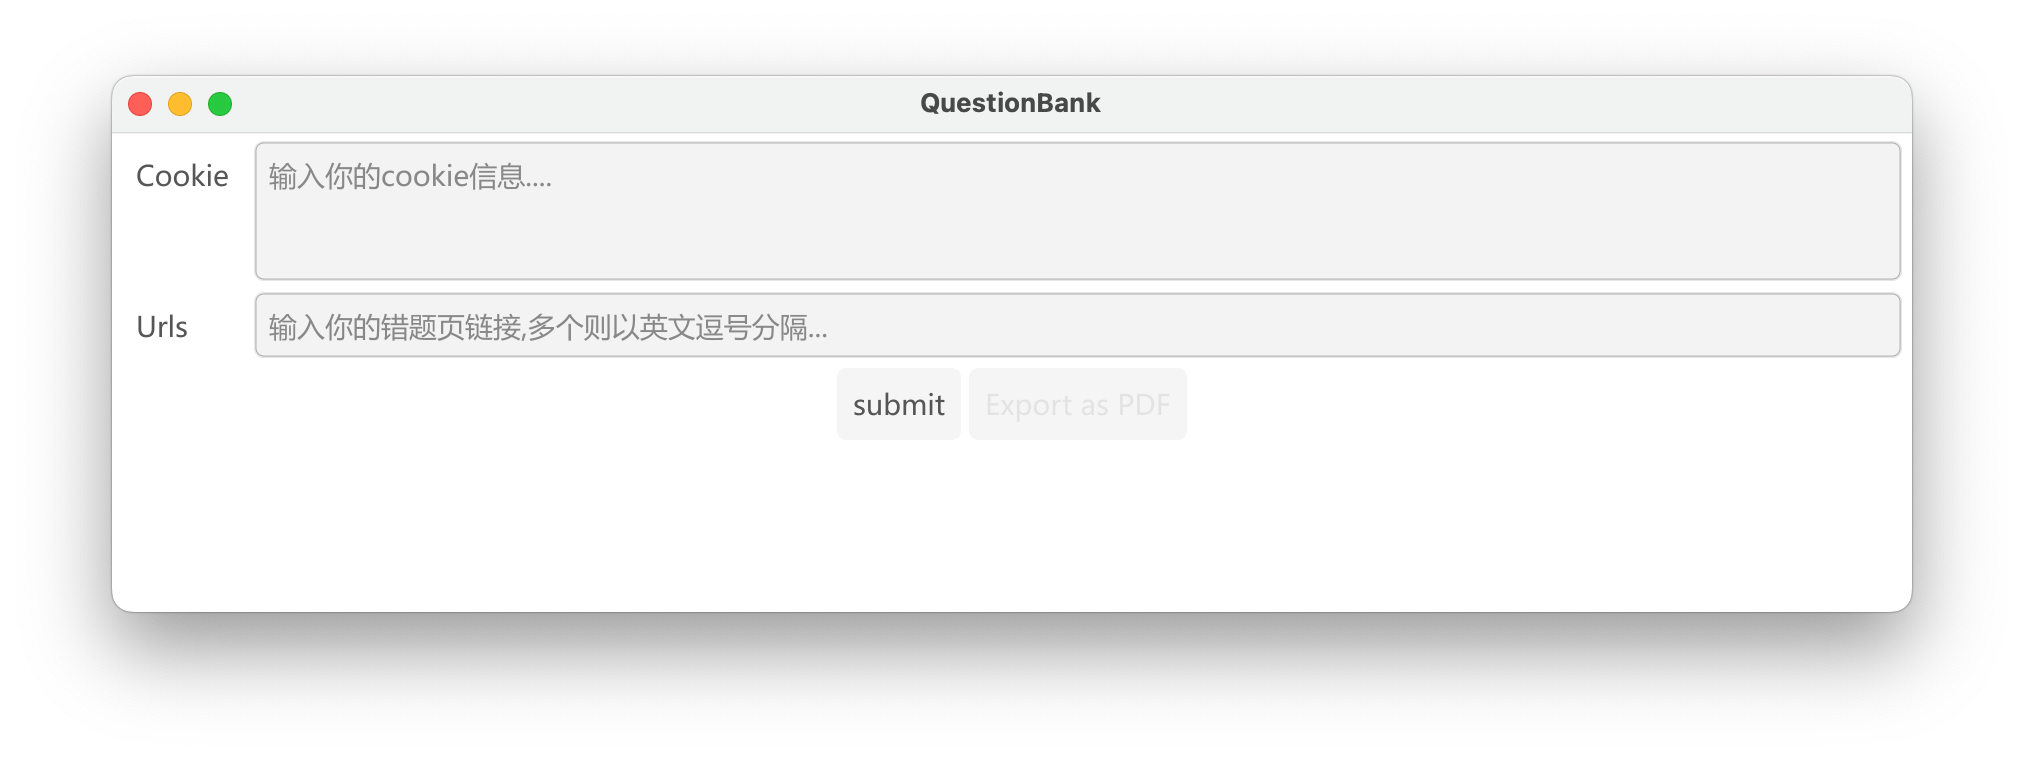 QuestionBank
Cookie
输入你的cookie信息....
Urls
输入你的错题页链接,多个则以英文逗号分隔...
submit
Export as PDF